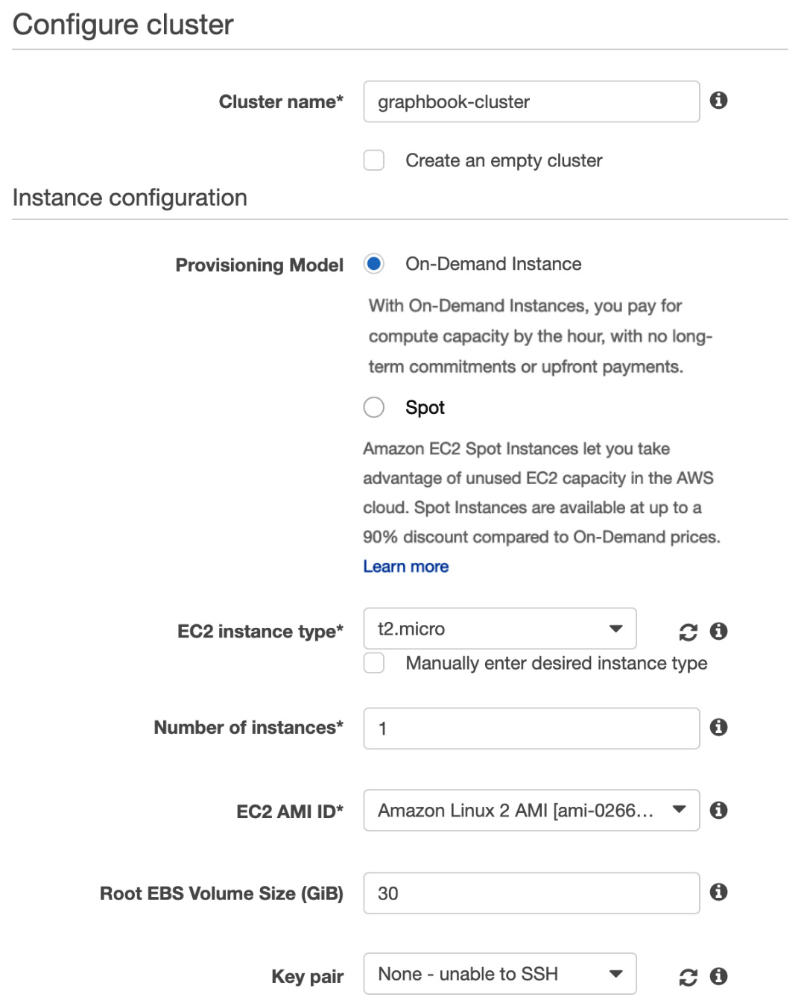 Configure cluster
Cluster name* graphbook-cluster
Create an empty cluster
Instance configuration
Provisioning Model On-Demand Instance
With On-Demand Instances, you pay for
compute capacity by the hour, with no long-
term commitments or upfront payments.
Spot
Amazon EC2 Spot Instances let you take
advantage of unused EC2 capacity in the AWS
cloud. Spot Instances are available at up to a
90% discount compared to On-Demand prices.
Learn more
EC2 instance type* t2.micro
Manually enter desired instance type
Number of instances* 1
EC2 AMI ID* Amazon Linux 2 AMI [ami-0266...
Root EBS Volume Size (GiB) 30
Key pair None - unable to SSH